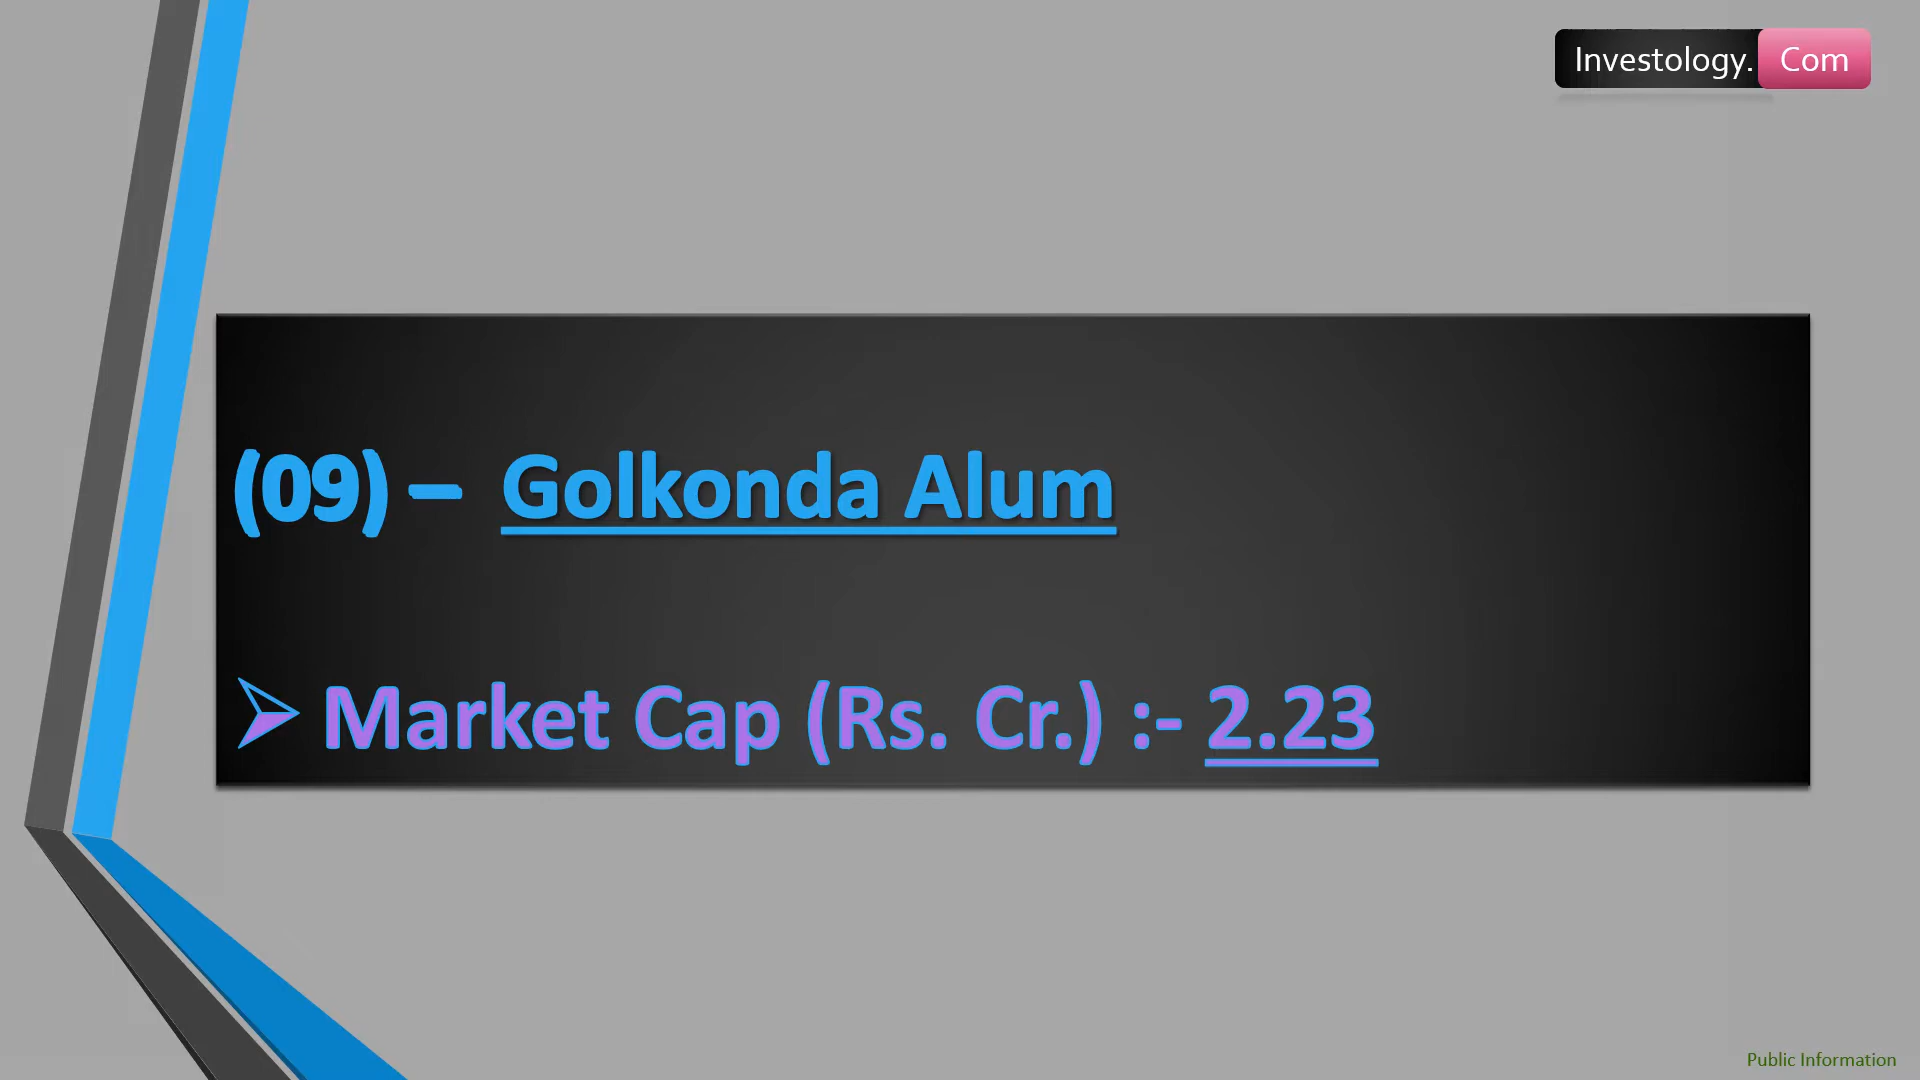 Investology. Com
(09) – Golkonda Alum
Market Cap (Rs. Cr.) :- 2.23
Public Information